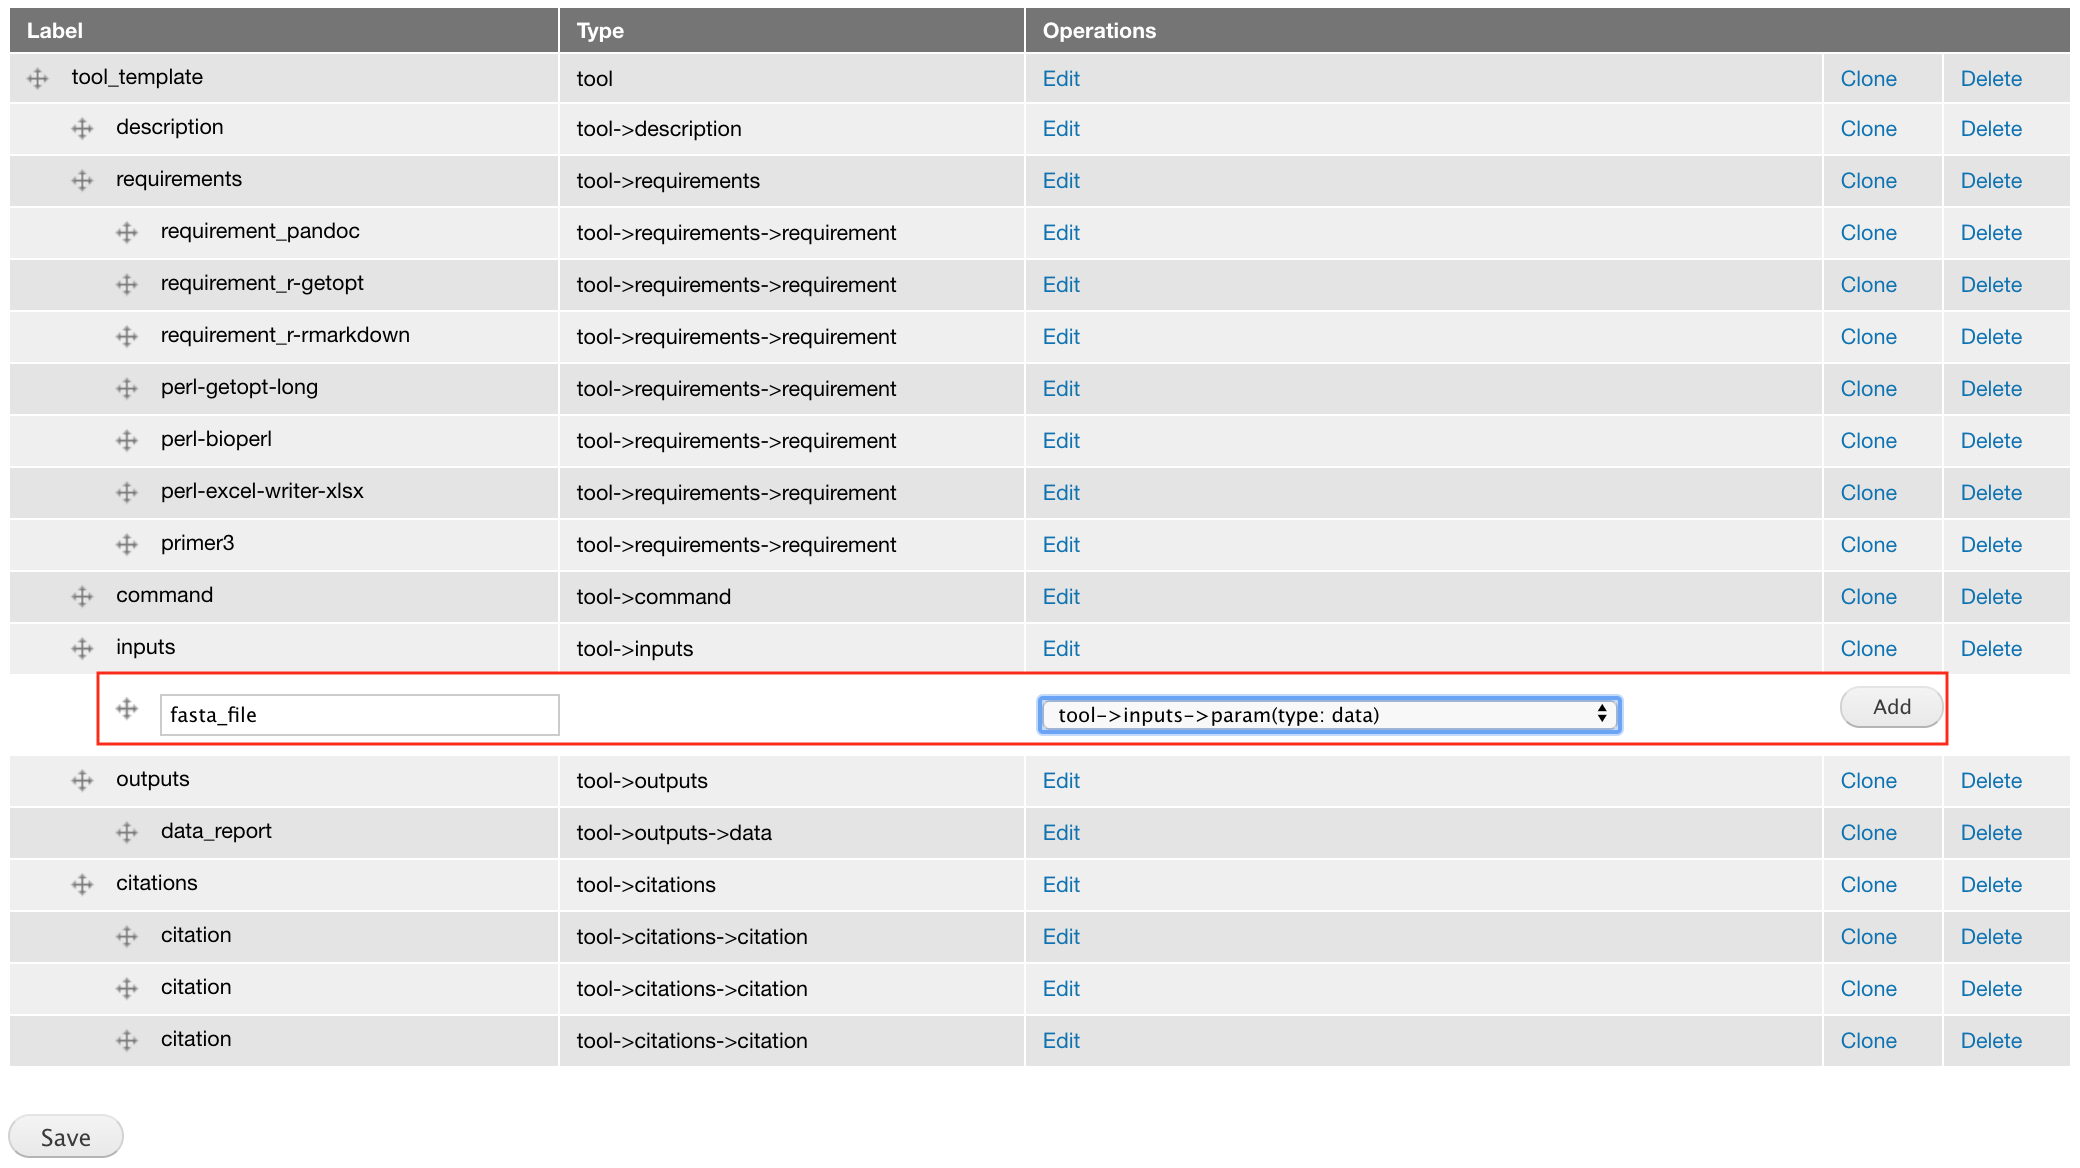 Label Type Operations
tool_template tool Edit Clone Delete
description tool->description Edit Clone Delete
requirements tool->requirements Edit Clone Delete
requirement_pandoc tool->requirements->requirement Edit Clone Delete
requirement_r-getopt tool->requirements->requirement Edit Clone Delete
requirement_r-rmarkdown tool->requirements->requirement Edit Clone Delete
perl-getopt-long tool->requirements->requirement Edit Clone Delete
perl-bioperl tool->requirements->requirement Edit Clone Delete
perl-excel-writer-xlsx tool->requirements->requirement Edit Clone Delete
primer3 tool->requirements->requirement Edit Clone Delete
command tool->command Edit Clone Delete
inputs tool->inputs Edit Clone Delete
fasta_file tool->inputs->param(type: data) Add
outputs tool->outputs Edit Clone Delete
data_report tool->outputs->data Edit Clone Delete
citations tool->citations Edit Clone Delete
citation tool->citations->citation Edit Clone Delete
citation tool->citations->citation Edit Clone Delete
citation tool->citations->citation Edit Clone Delete
Save